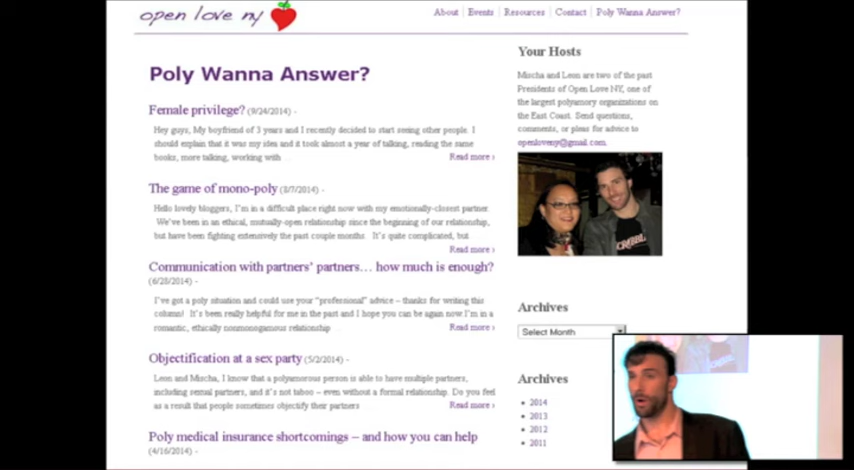 open love ny
About Events Resources Contact Poly Wanna Answer?
Poly Wanna Answer?
Female privilege? (9/24/2014) -
Hey guys, My boyfriend of 3 years and I recently decided to start seeing other people. I
should explain that it was my idea and it took almost a year of talking, reading the same
books, more talking, working with ...
Read more ›
The game of mono-poly (8/7/2014) -
Hello lovely bloggers, I'm in a difficult place right now with my emotionally-closest partner.
We've been in an ethical, mutually-open relationship since the beginning of our relationship,
but have been fighting extensively the past couple months It's quite complicated, but
Read more ›
Communication with partners' partners… how much is enough?
(6/28/2014) -
I've got a poly situation and could use your "professional" advice – thanks for writing this
column! It's been really helpful for me in the past and I hope you can be again now.I'm in a
romantic, ethically nonmonogamous relationship
Read more ›
Objectification at a sex party (5/2/2014) -
Leon and Mischa, I know that a polyamorous person is able to have multiple partners,
including sexual partners, and it's not taboo – even without a formal relationship. Do you feel
as a result that people sometimes objectify their partners
Read more ›
Poly medical insurance shortcomings – and how you can help
(4/16/2014) -
Your Hosts
Mischa and Leon are two of the past
Presidents of Open Love NY, one of
the largest polyamory organizations on
the East Coast. Send questions,
comments, or pleas for advice to
openloveny@gmail.com.
Archives
Select Month
Archives
2014
2013
2012
2011